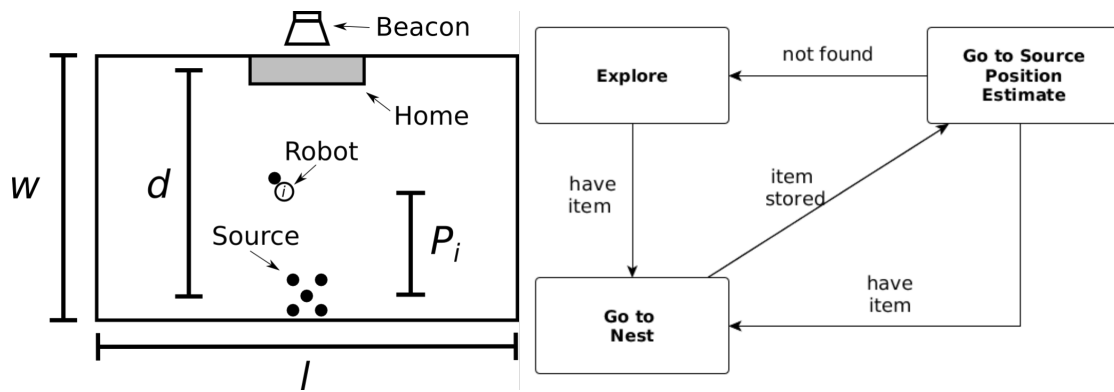 Beacon
Home
Robot
i
w
d
Source
P i
l
Explore
not found
Go to Source
Position
Estimate
have
item
item
stored
have
item
Go to
Nest